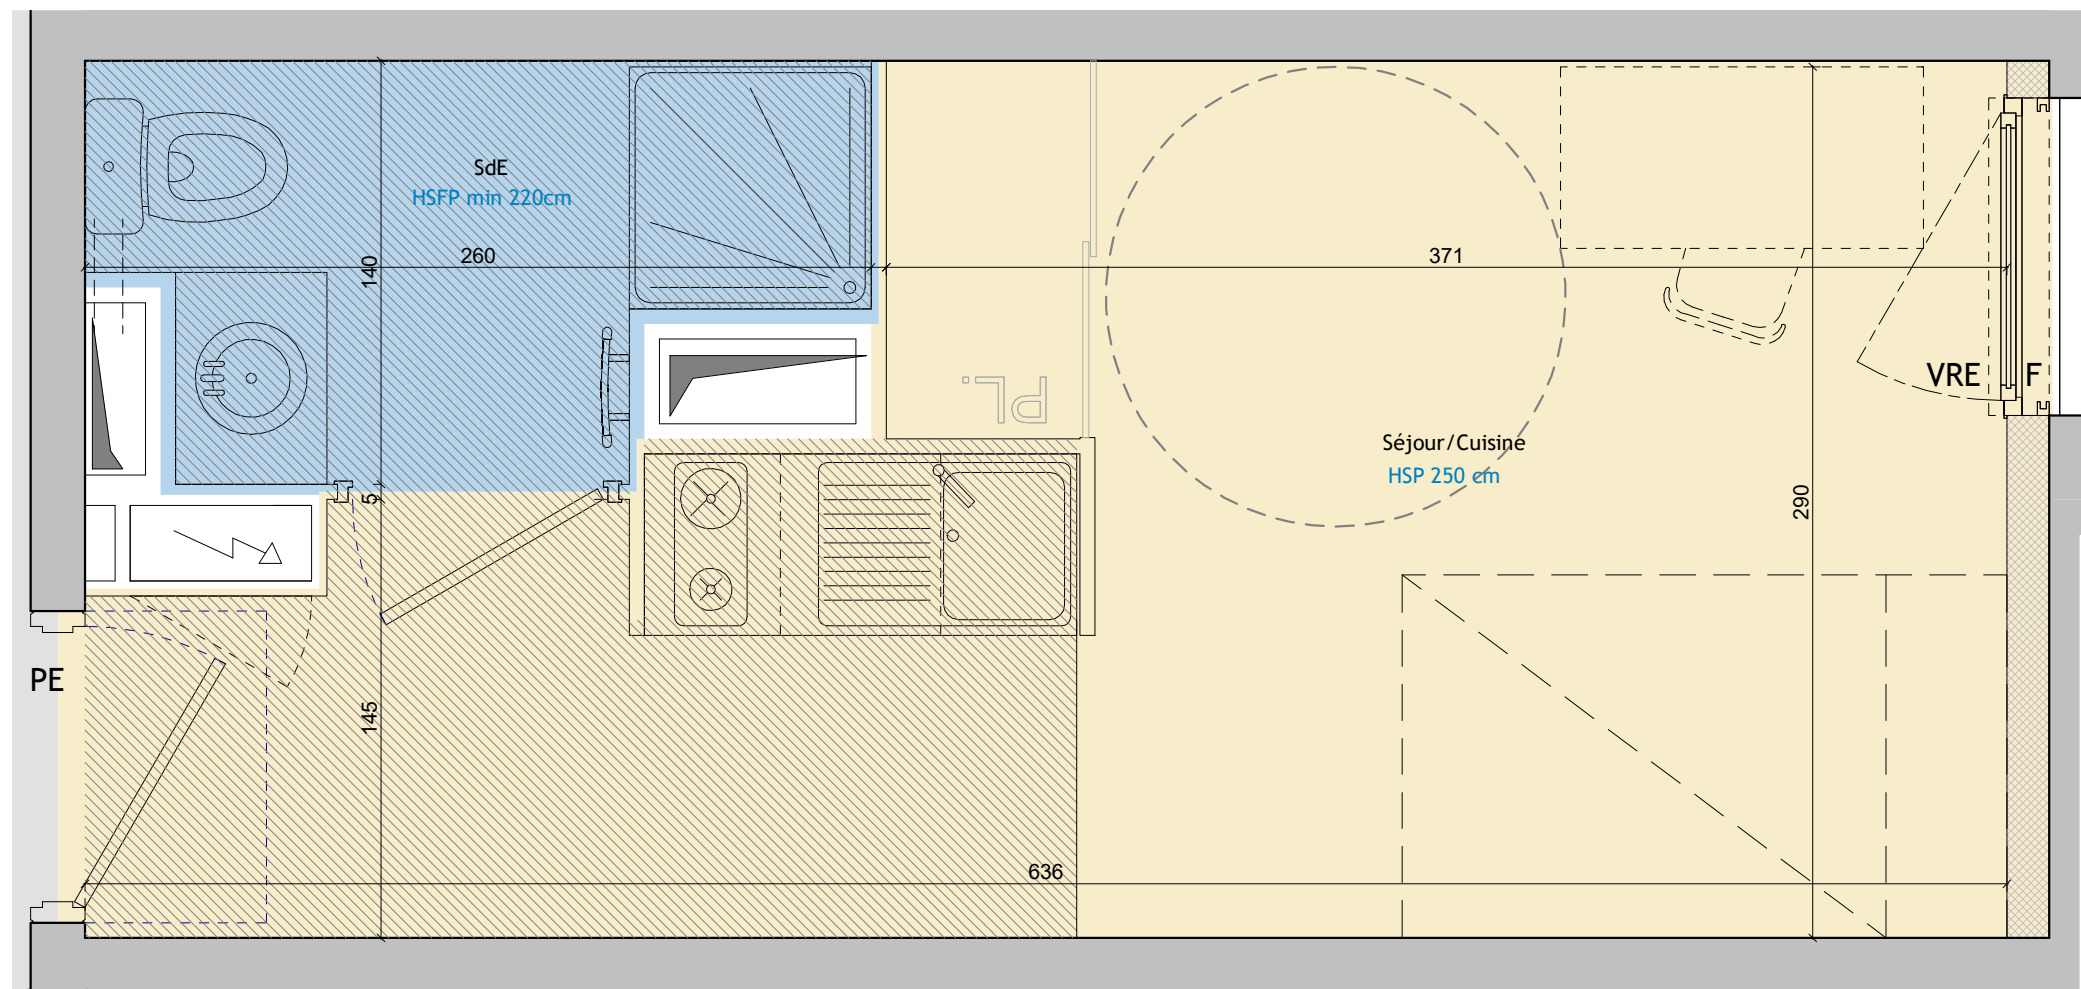 SdE
HSFP min 220cm
260
140
371
PL.
VRE
F
Séjour/Cuisine
HSP 250 cm
5
290
PE
145
636